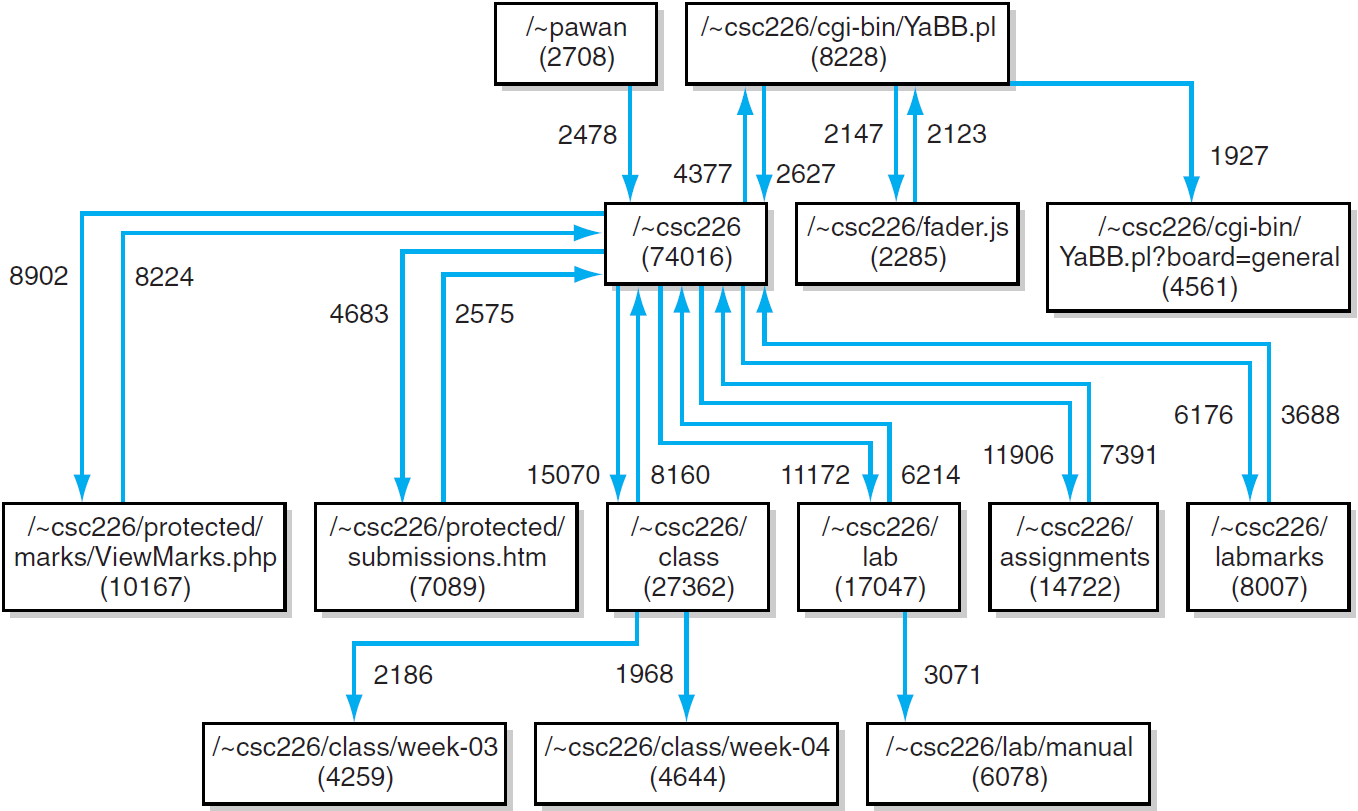 /~pawan
(2708)
/~csc226/cgi-bin/YaBB.pl
(8228)
2478
4377
2627
2147
2123
1927
/~csc226
(74016)
/~csc226/fader.js
(2285)
/~csc226/cgi-bin/
YaBB.pl?board=general
(4561)
8902
8224
4683
2575
15070
8160
11172
6214
11906
7391
6176
3688
/~csc226/protected/
marks/ViewMarks.php
(10167)
/~csc226/protected/
submissions.htm
(7089)
/~csc226/
class
(27362)
/~csc226/
lab
(17047)
/~csc226/
assignments
(14722)
/~csc226/
labmarks
(8007)
2186
1968
3071
/~csc226/class/week-03
(4259)
/~csc226/class/week-04
(4644)
/~csc226/lab/manual
(6078)